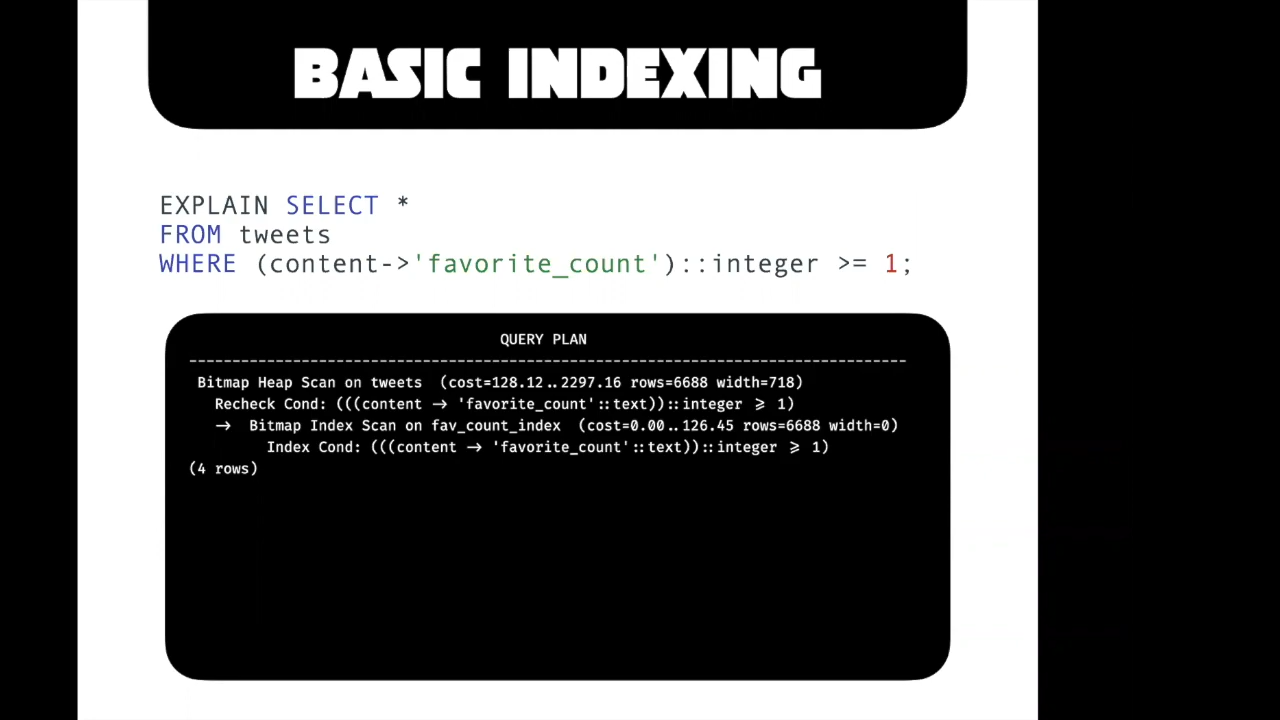 BASIC INDEXING
EXPLAIN SELECT *
FROM tweets
WHERE (content->'favorite_count')::integer >= 1;
QUERY PLAN
-----------------------------------------------------------------------------------
Bitmap Heap Scan on tweets (cost=128.12..2297.16 rows=6688 width=718)
Recheck Cond: (((content -> 'favorite_count'::text))::integer >= 1)
-> Bitmap Index Scan on fav_count_index (cost=0.00..126.45 rows=6688 width=0)
Index Cond: (((content -> 'favorite_count'::text))::integer >= 1)
(4 rows)